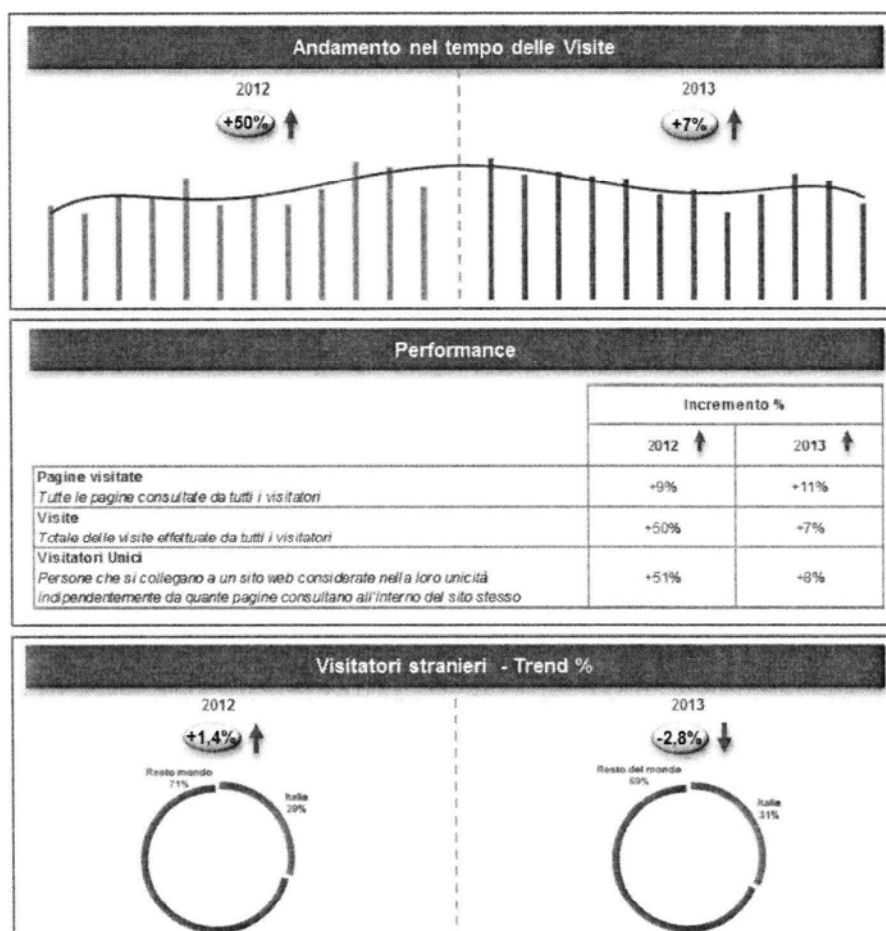 Andamento nel tempo delle Visite
2012
2013
+50%
+7%
Performance
Incremento %
2012
2013
Pagine visitate
Tutte le pagine consultate da tutti i visitatori
+9%
+11%
Visite
Totale delle visite effettuate da tutti i visitatori
+50%
+7%
Visitatori Unici
Persone che si collegano a un sito web considerate nella loro unicità
indipendentemente da quante pagine consultano all'interno del sito stesso
+51%
+8%
Visitatori stranieri - Trend %
2012
2013
+1,4%
-2,8%
Resto mondo
71%
Italia
29%
Resto del mondo
69%
Italia
31%